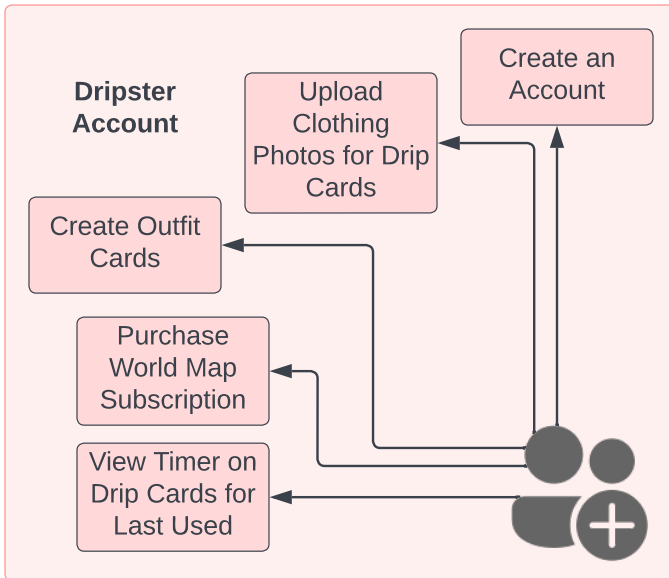 Dripster
Account
Create an
Account
Upload
Clothing
Photos for Drip
Cards
Create Outfit
Cards
Purchase
World Map
Subscription
View Timer on
Drip Cards for
Last Used